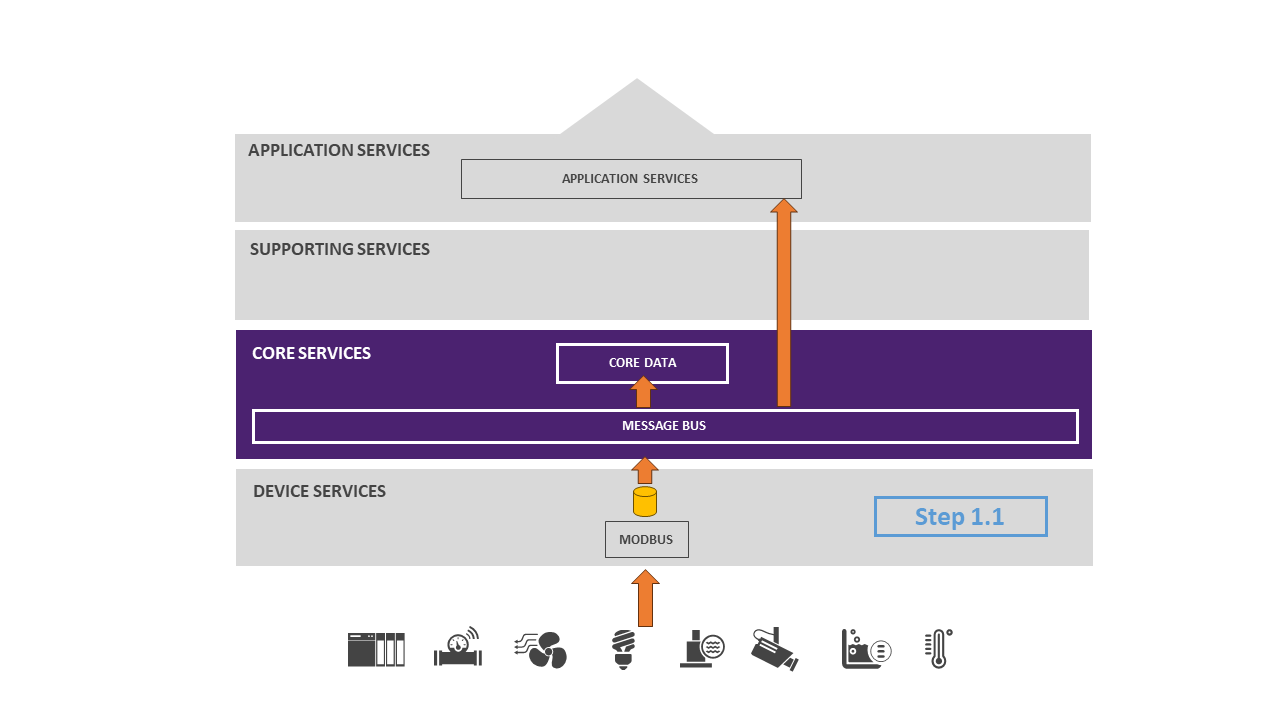 APPLICATION SERVICES
APPLICATION SERVICES
SUPPORTING SERVICES
CORE SERVICES
CORE DATA
MESSAGE BUS
DEVICE SERVICES
Step 1.1
MODBUS